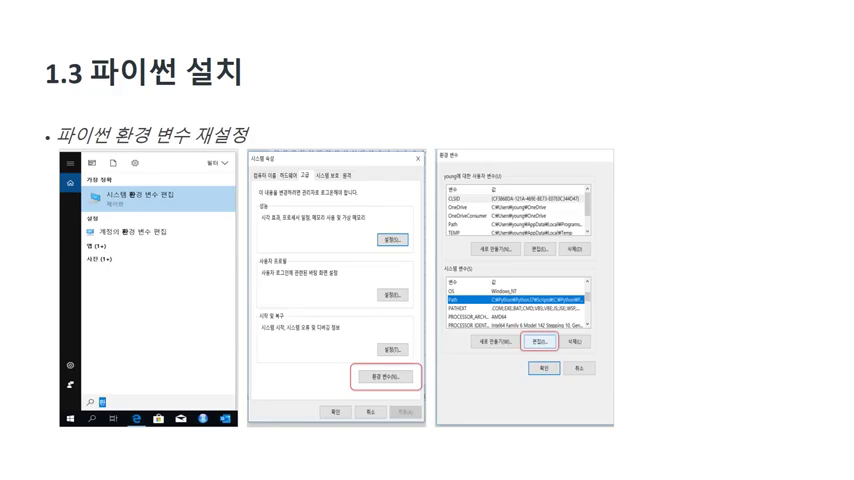 1.3 파이썬 설치
• 파이썬 환경 변수 재설정
필터
가장 정확
시스템 환경 변수 편집
제어판
설정
계정의 환경 변수 편집
앱 (1+)
사진 (1+)
환
시스템 속성
컴퓨터 이름 하드웨어 고급 시스템 보호 원격
이 내용을 변경하려면 관리자로 로그온해야 합니다.
성능
시각 효과, 프로세서 일정, 메모리 사용 및 가상 메모리
설정(S)...
사용자 프로필
사용자 로그인에 관련된 바탕 화면 설정
설정(E)...
시작 및 복구
시스템 시작, 시스템 오류 및 디버깅 정보
설정(T)...
환경 변수(N)...
확인 취소 적용(A)
환경 변수
young에 대한 사용자 변수(U)
변수 값
CLSID
OneDrive C:₩Users₩young₩OneDrive
OneDriveConsumer C:₩Users₩young₩OneDrive
Path C:₩Users₩young₩AppData₩Local₩Programs...
TEMP C:₩Users₩young₩AppData₩Local₩Temp
새로 만들기(N)... 편집(E)... 삭제(D)
시스템 변수(S)
변수 값
OS Windows_NT
Path
PATHEXT .COM;.EXE;.BAT;.CMD;.VBS;.VBE;.JS;.JSE;.WSF;...
PROCESSOR_ARCH... AMD64
PROCESSOR_IDENT... Intel64 Family 6 Model 142 Stepping 10, Gen...
새로 만들기(W)... 편집(I)... 삭제(L)
확인 취소